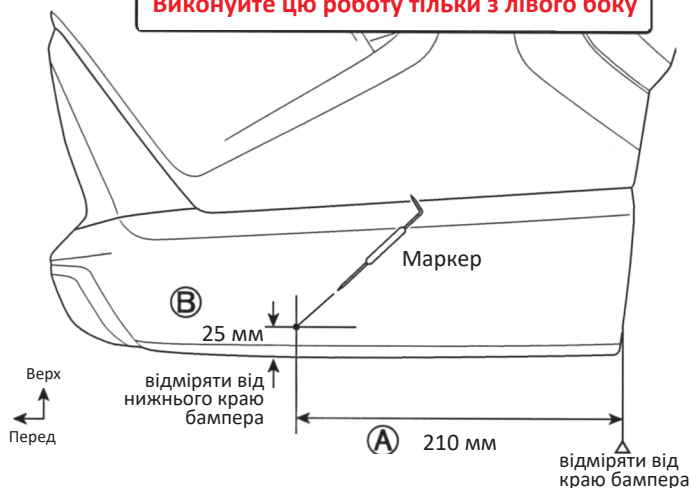 Виконуйте цю роботу тільки з лівого боку
Маркер
B
25 мм
відміряти від
нижнього краю
бампера
Верх
Перед
A
210 мм
відміряти від
краю бампера